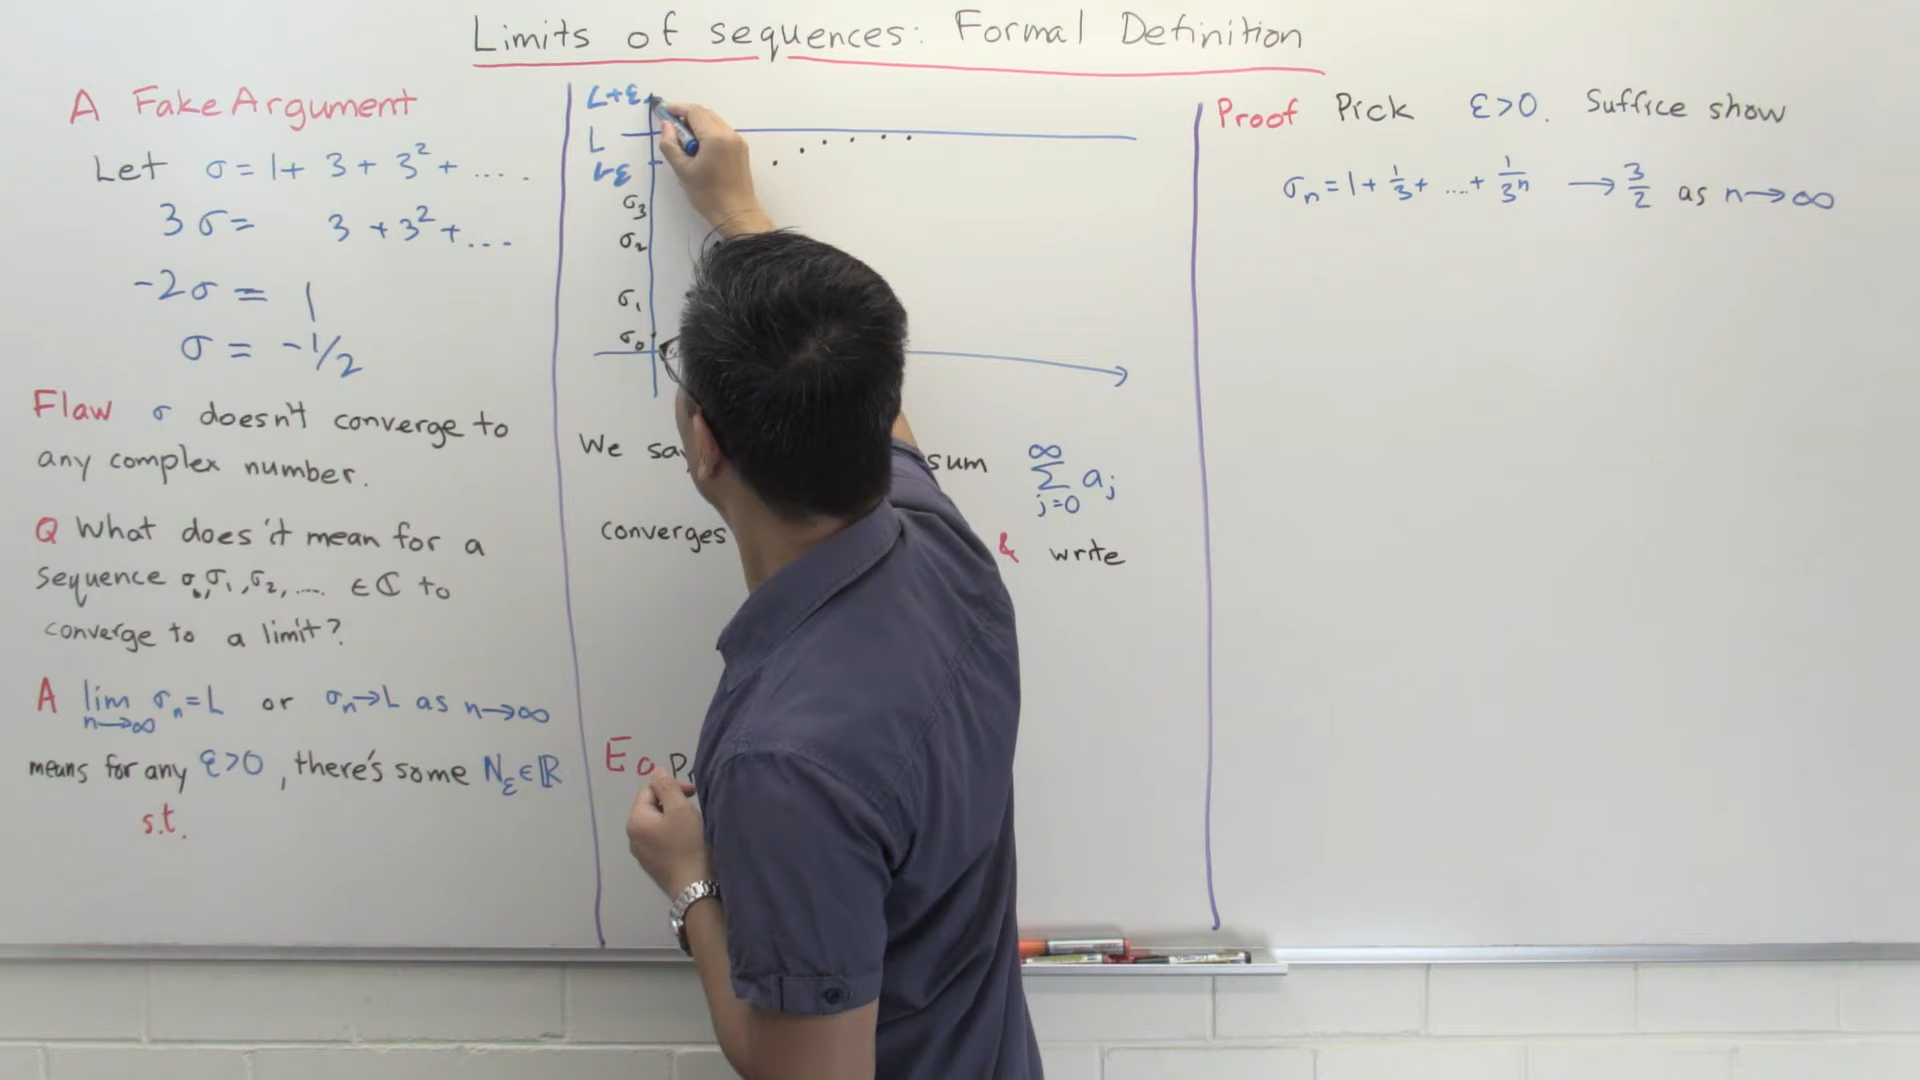 Limits of sequences: Formal Definition
A Fake Argument
Let σ = 1 + 3 + 3² + ....
3σ = 3 + 3² + ...
-2σ = 1
σ = -1/2
Flaw σ doesn't converge to
any complex number.
Q What does it mean for a
sequence σ₀, σ₁, σ₂, .... ∈ ℂ to
converge to a limit?
A lim n→∞ σₙ = L or σₙ → L as n → ∞
means for any ε > 0, there's some N_ε ∈ ℝ
s.t.
L+ε
L
L-ε
σ₃
σ₂
σ₁
σ₀
We sum ∞ Σ j=0 aⱼ
converges & write
Proof Pick ε > 0. Suffice show
σₙ = 1 + 1/3 + .... + 1/3ⁿ → 3/2 as n → ∞